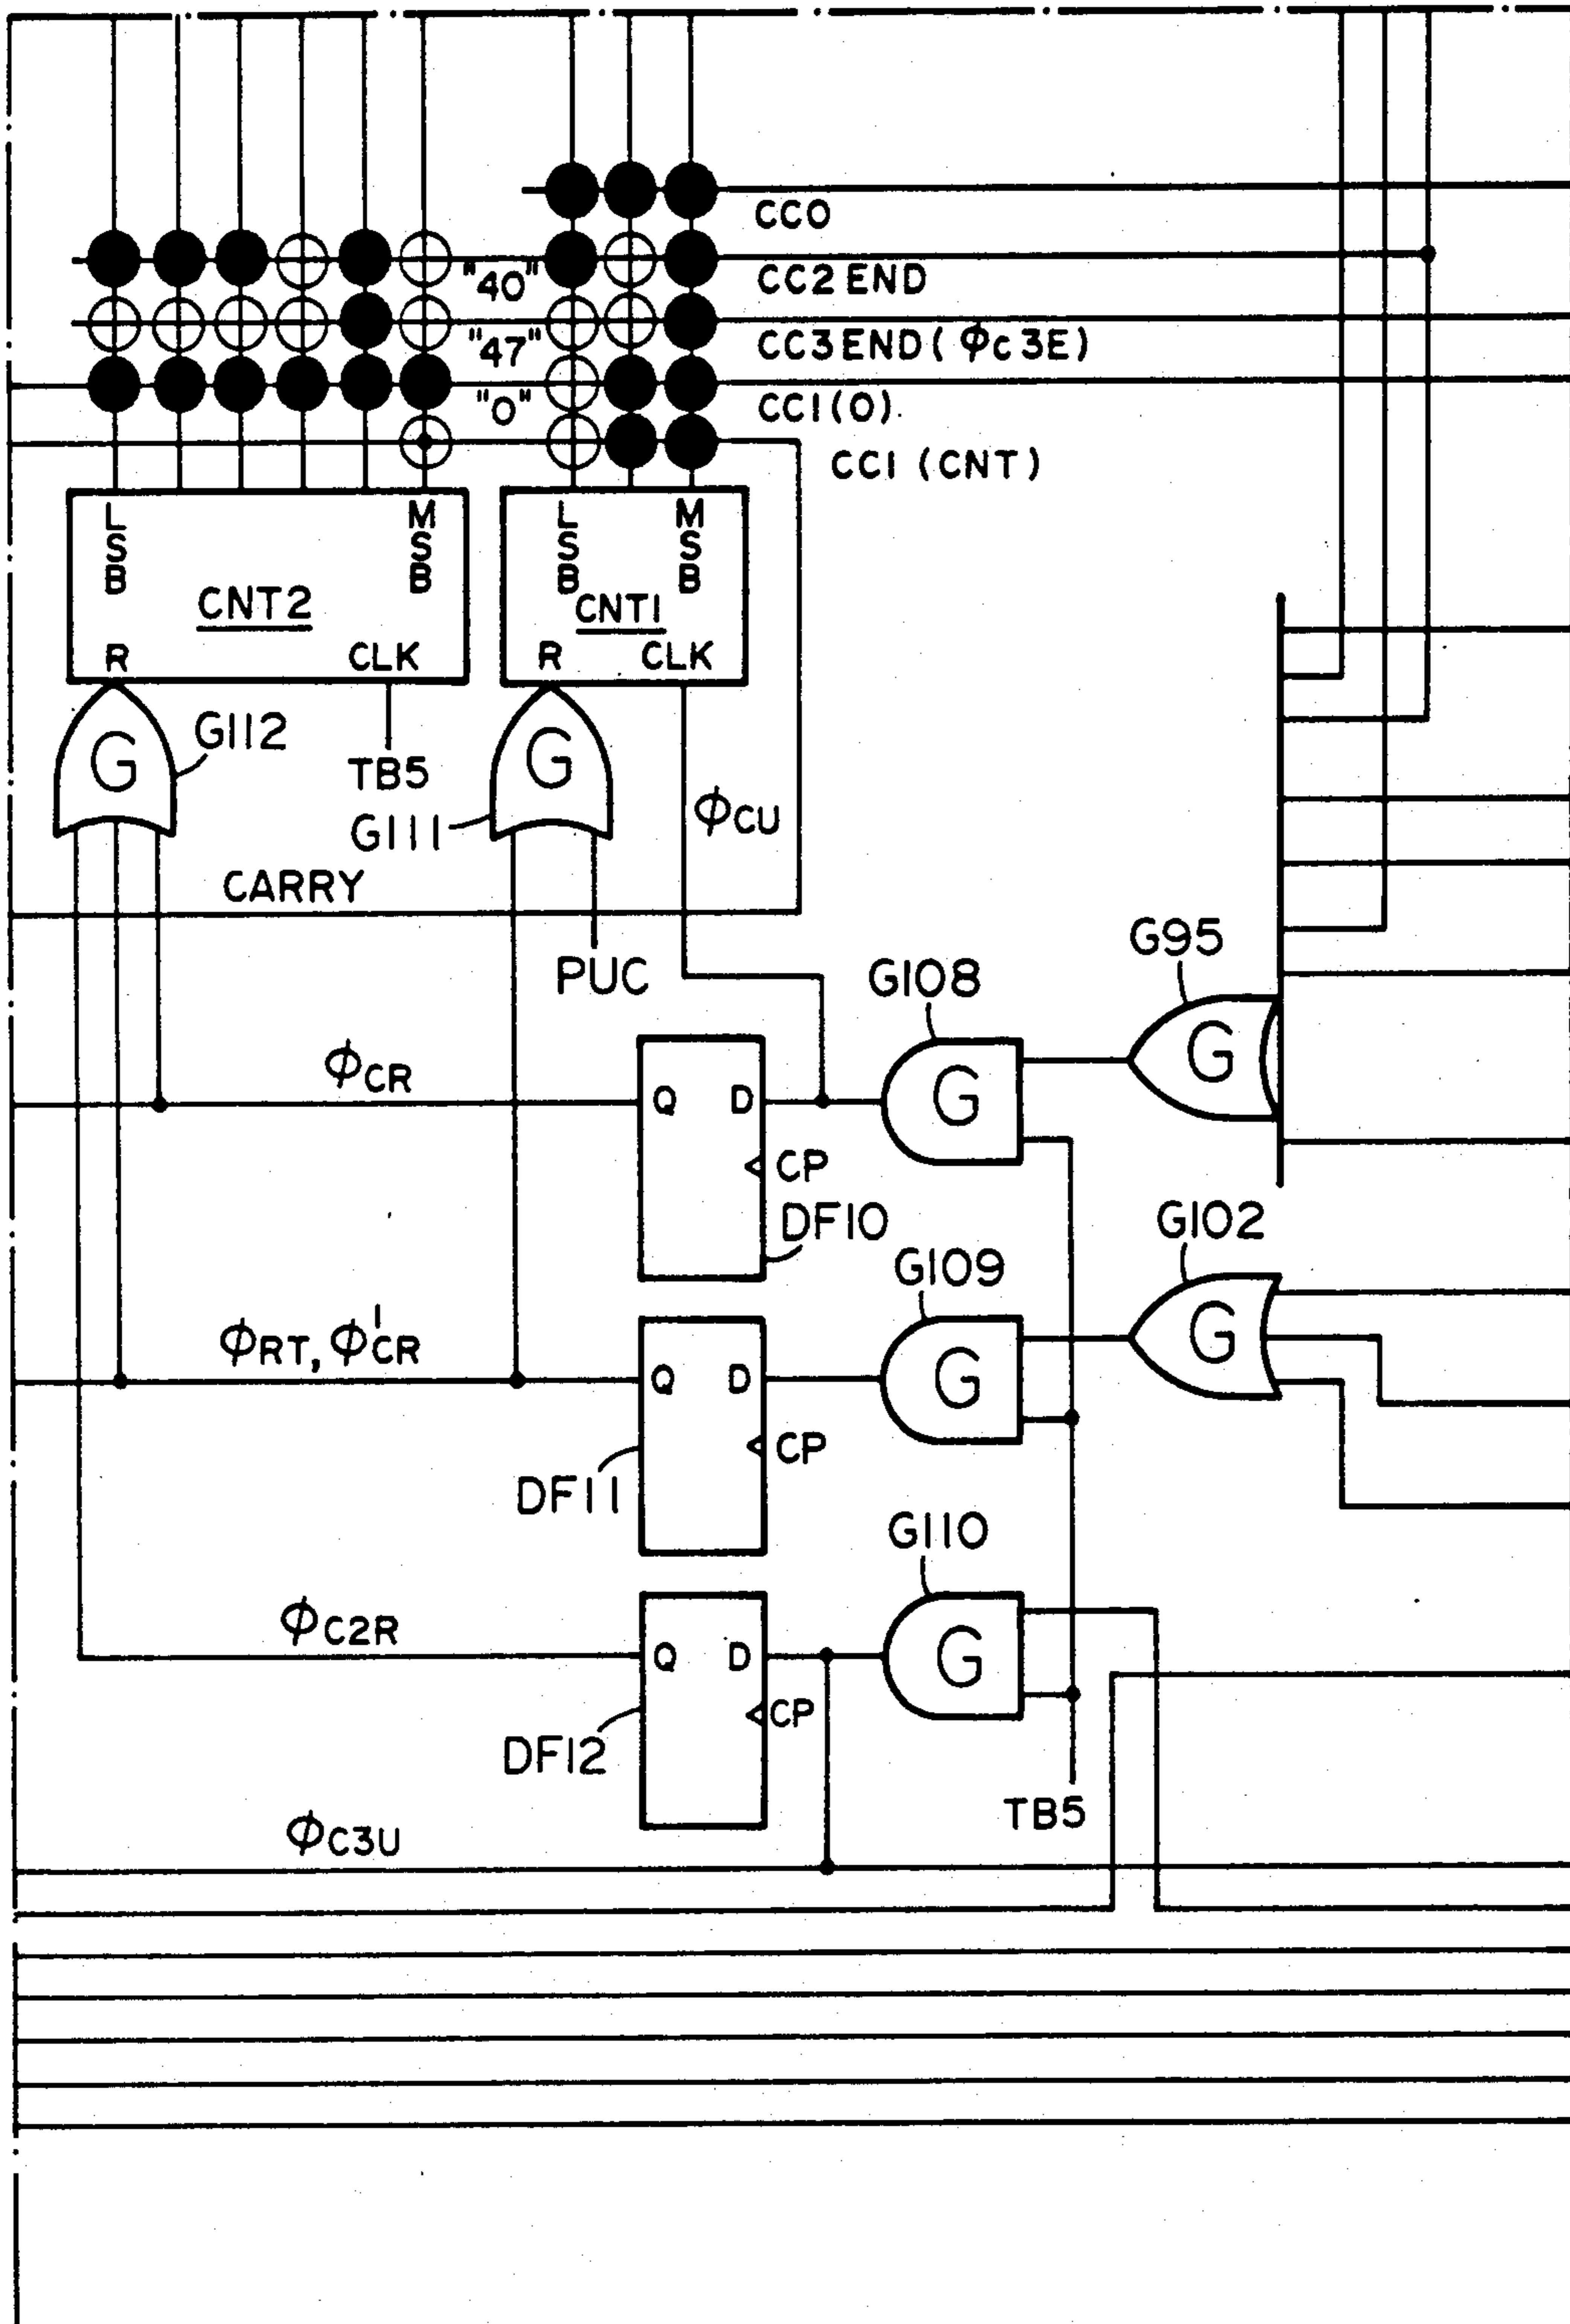 CC0
"40"
CC2 END
"47"
CC3 END (ϕc 3E)
"0"
CC1(0)
CC1 (CNT)
LSB
MSB
LSB
MSB
CNT2
CNT1
R
CLK
R
CLK
G
G112
TB5
G
G111
ϕCU
CARRY
PUC
G108
G95
G
G
ϕCR
Q
D
CP
DF10
G109
G102
G
G
ϕRT, ϕ'CR
Q
D
CP
DF11
G110
G
ϕC2R
Q
D
CP
DF12
TB5
ϕC3U